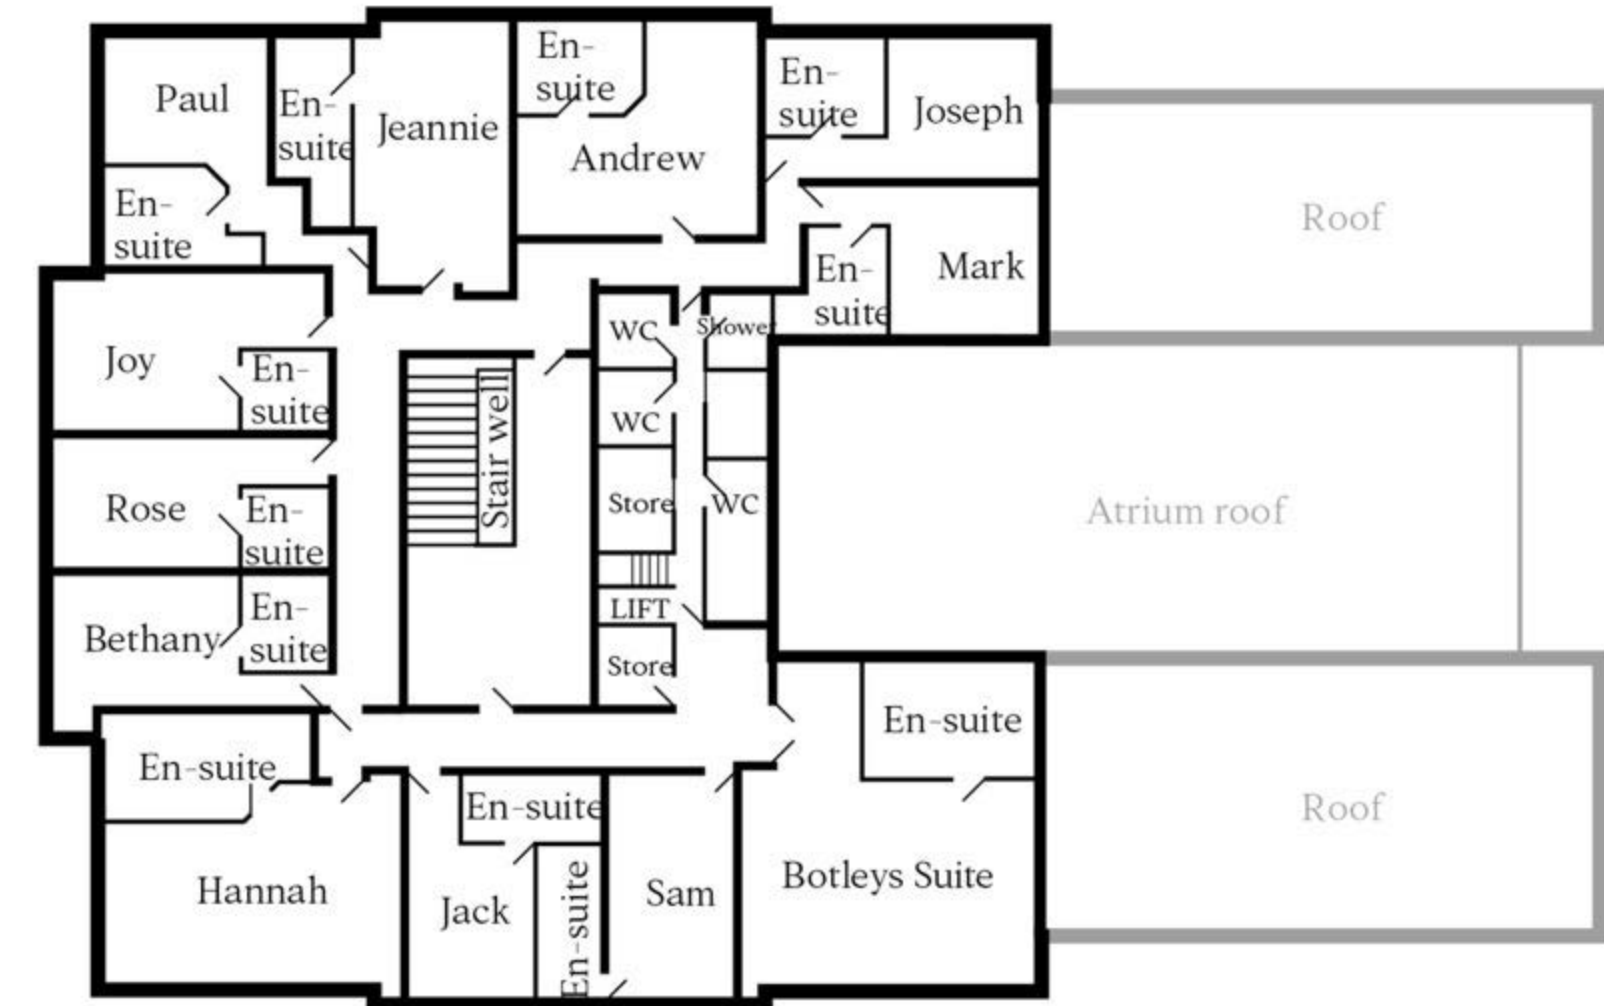 Paul
En-
suite
En-
suite
Jeannie
En-
suite
Andrew
En-
suite
Joseph
En-
suite
Mark
Roof
Joy
En-
suite
WC
Shower
WC
Stair well
Rose
En-
suite
Store
WC
Atrium roof
Bethany
En-
suite
LIFT
Store
En-suite
En-suite
En-suite
Roof
Hannah
Jack
En-suite
Sam
Botleys Suite